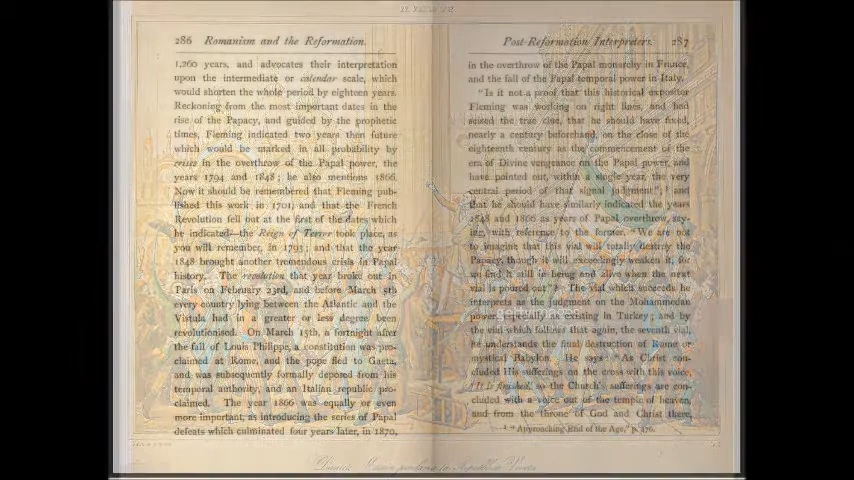 286 Romanism and the Reformation.
1,260 years, and advocates their interpretation
upon the intermediate or calendar scale, which
would shorten the whole period by eighteen years.
Reckoning from the most important dates in the
rise of the Papacy, and guided by the prophetic
times, Fleming indicated two years then future
which would be marked in all probability by
crises in the overthrow of the Papal power, the
years 1794 and 1848; he also mentions 1866.
Now it should be remembered that Fleming pub-
lished this work in 1701, and that the French
Revolution fell out at the first of the dates which
he indicated—the Reign of Terror took place, as
you will remember, in 1793; and that the year
1848 brought another tremendous crisis in Papal
history. The revolution that year broke out in
Paris on February 23rd, and before March 5th
every country lying between the Atlantic and the
Vistula had in a greater or less degree been
revolutionised. On March 15th, a fortnight after
the fall of Louis Philippe, a constitution was pro-
claimed at Rome, and the pope fled to Gaeta,
and was subsequently formally deposed from his
temporal authority, and an Italian republic pro-
claimed. The year 1866 was equally or even
more important, as introducing the series of Papal
defeats which culminated four years later, in 1870,
Post-Reformation Interpreters. 287
in the overthrow of the Papal monarchy in France,
and the fall of the Papal temporal power in Italy.
"Is it not a proof that this historical expositor
Fleming was working on right lines, and had
seized the true clue, that he should have fixed,
nearly a century beforehand, on the close of the
eighteenth century as the commencement of the
era of Divine vengeance on the Papal power, and
have pointed out, within a single year, the very
central period of that signal judgment"; ¹ and
that he should have similarly indicated the years
1848 and 1866 as years of Papal overthrow, say-
ing, with reference to the former, "We are not
to imagine that this vial will totally destroy the
Papacy, though it will exceedingly weaken it, for
we find it still in being and alive when the next
vial is poured out"? The vial which succeeds he
interprets as the judgment on the Mohammedan
power, especially as existing in Turkey; and by
the vial which follows that again, the seventh vial,
he understands the final destruction of Rome or
mystical Babylon. He says "As Christ con-
cluded His sufferings on the cross with this voice,
'It is finished,' so the Church's sufferings are con-
cluded with a voice out of the temple of heaven,
and from the throne of God and Christ there,
¹ "Approaching End of the Age," p. 476.